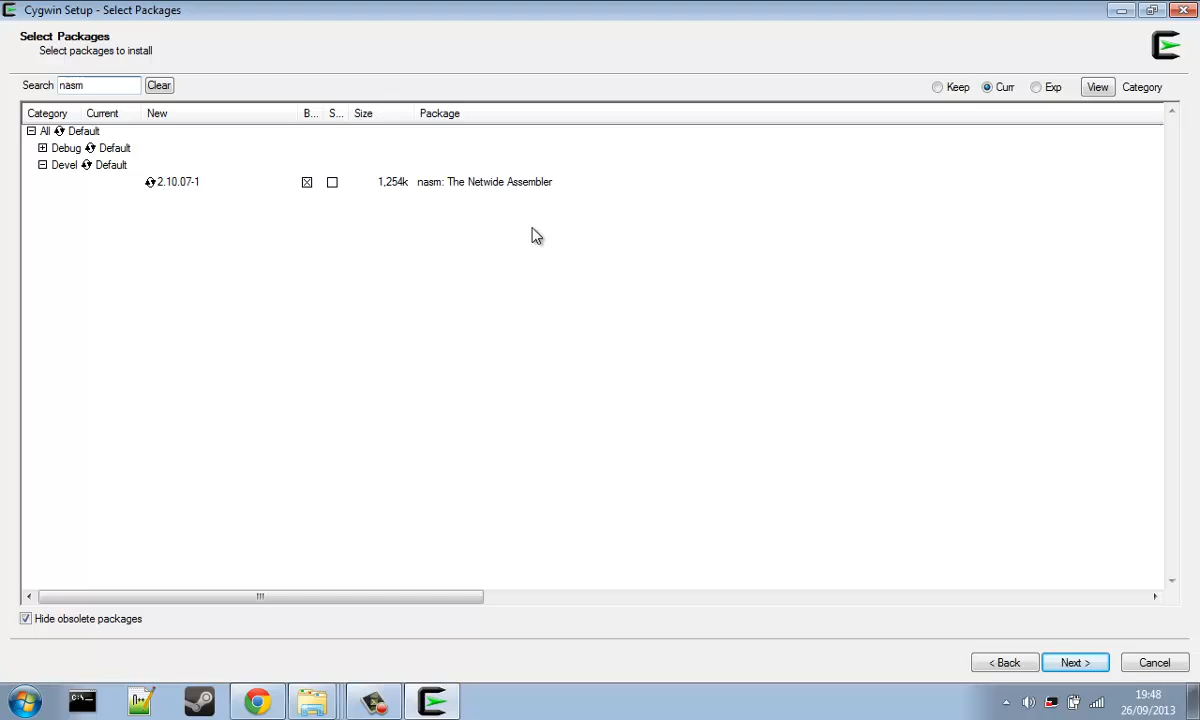 Cygwin Setup - Select Packages
Select Packages
Select packages to install
Search nasm Clear Keep Curr Exp View Category
Category Current New B... S... Size Package
All Default
Debug Default
Devel Default
2.10.07-1 1,254k nasm: The Netwide Assembler
Hide obsolete packages
< Back Next > Cancel
19:48
26/09/2013